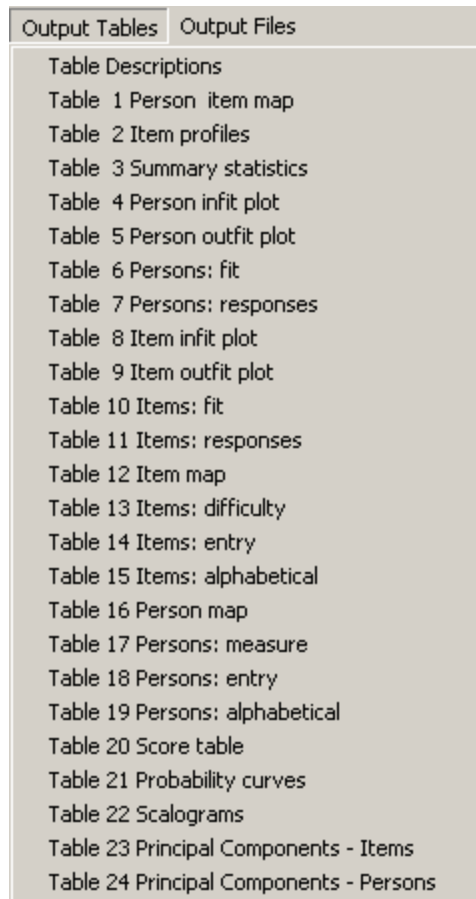 Output Tables Output Files
Table Descriptions
Table 1 Person item map
Table 2 Item profiles
Table 3 Summary statistics
Table 4 Person infit plot
Table 5 Person outfit plot
Table 6 Persons: fit
Table 7 Persons: responses
Table 8 Item infit plot
Table 9 Item outfit plot
Table 10 Items: fit
Table 11 Items: responses
Table 12 Item map
Table 13 Items: difficulty
Table 14 Items: entry
Table 15 Items: alphabetical
Table 16 Person map
Table 17 Persons: measure
Table 18 Persons: entry
Table 19 Persons: alphabetical
Table 20 Score table
Table 21 Probability curves
Table 22 Scalograms
Table 23 Principal Components - Items
Table 24 Principal Components - Persons